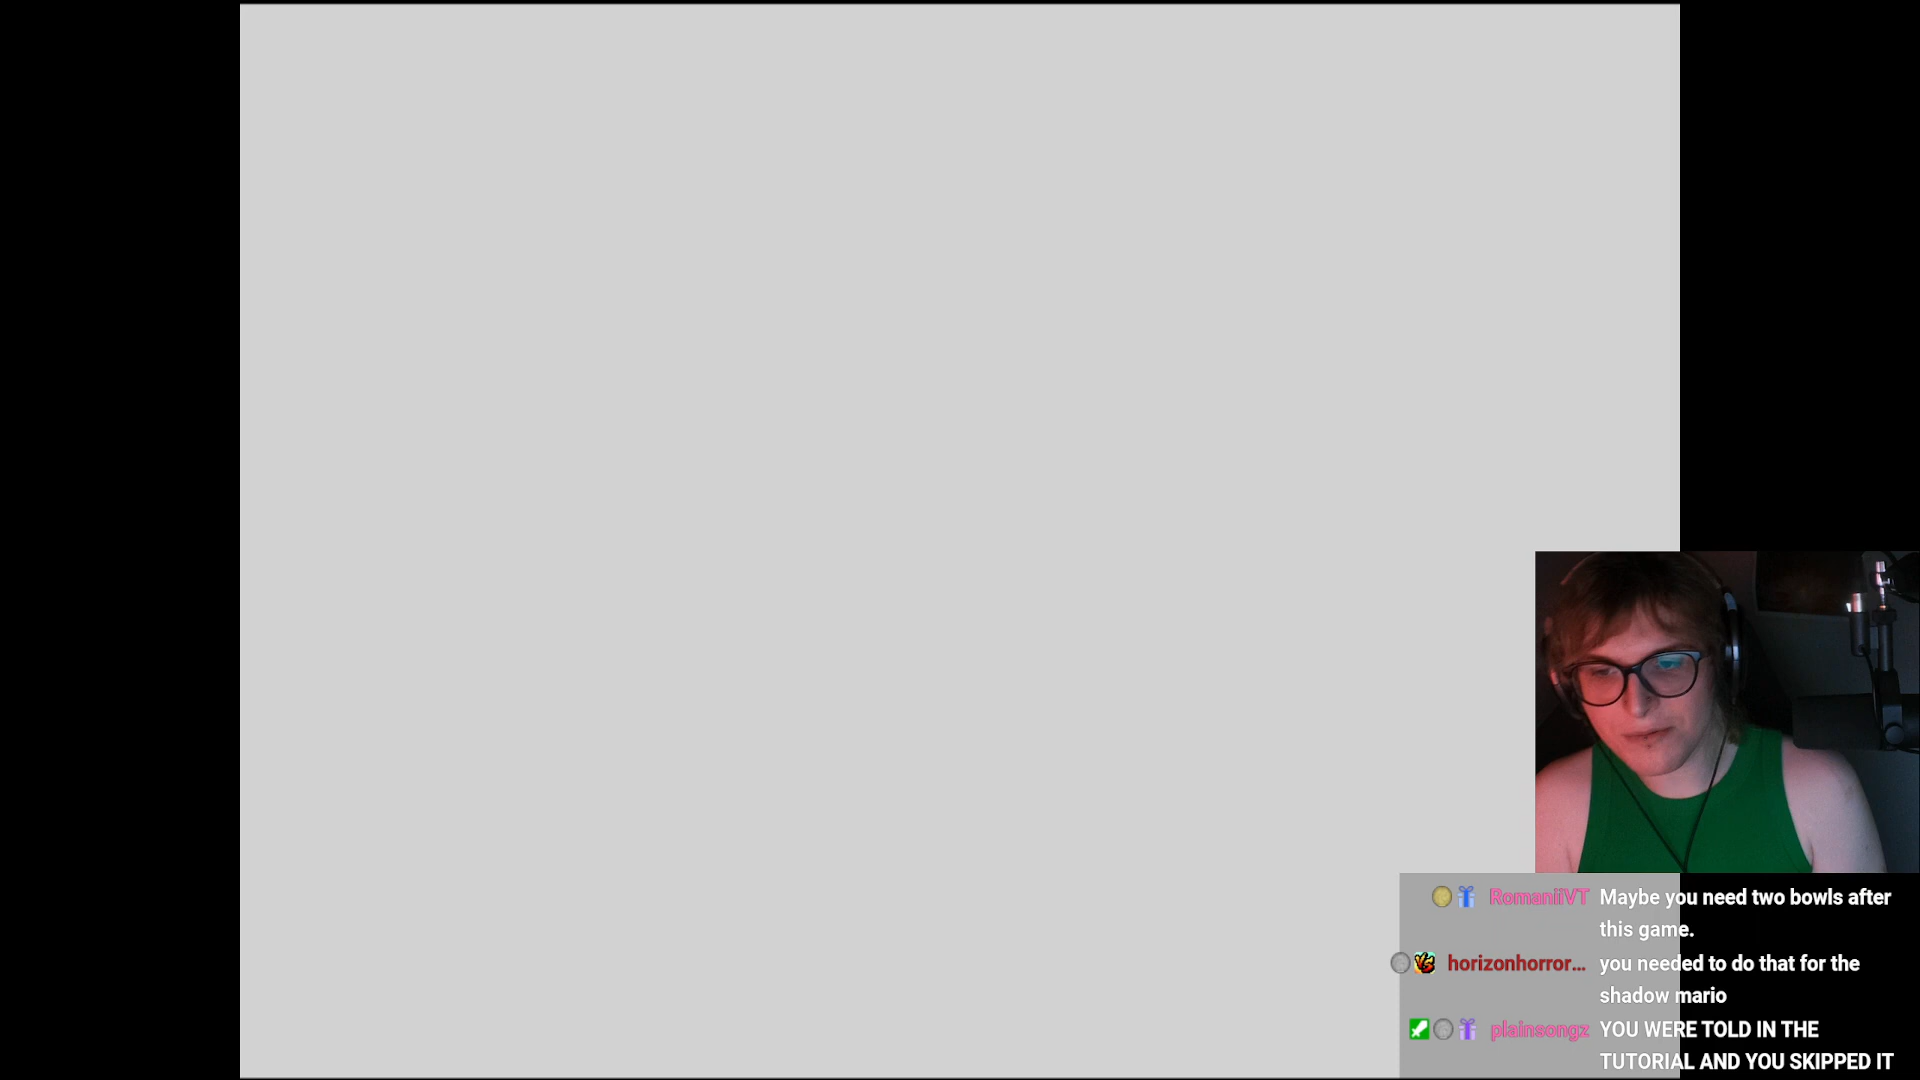 RomaniiVT Maybe you need two bowls after
this game.
horizonhorror... you needed to do that for the
shadow mario
plainsongz YOU WERE TOLD IN THE
TUTORIAL AND YOU SKIPPED IT